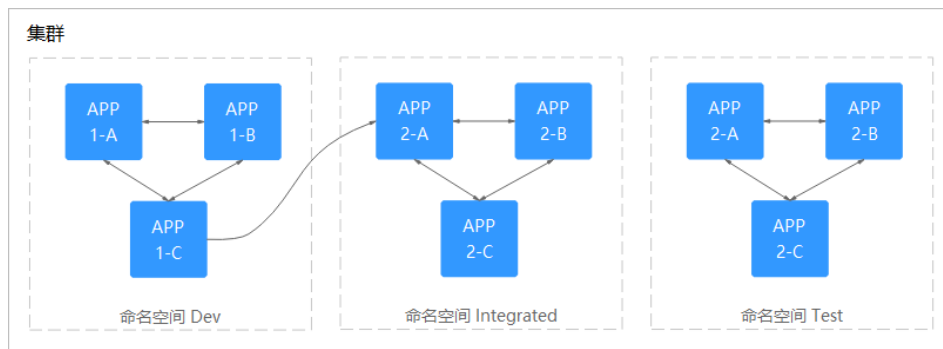 集群
APP
1-A
APP
1-B
APP
1-C
命名空间 Dev
APP
2-A
APP
2-B
APP
2-C
命名空间 Integrated
APP
2-A
APP
2-B
APP
2-C
命名空间 Test